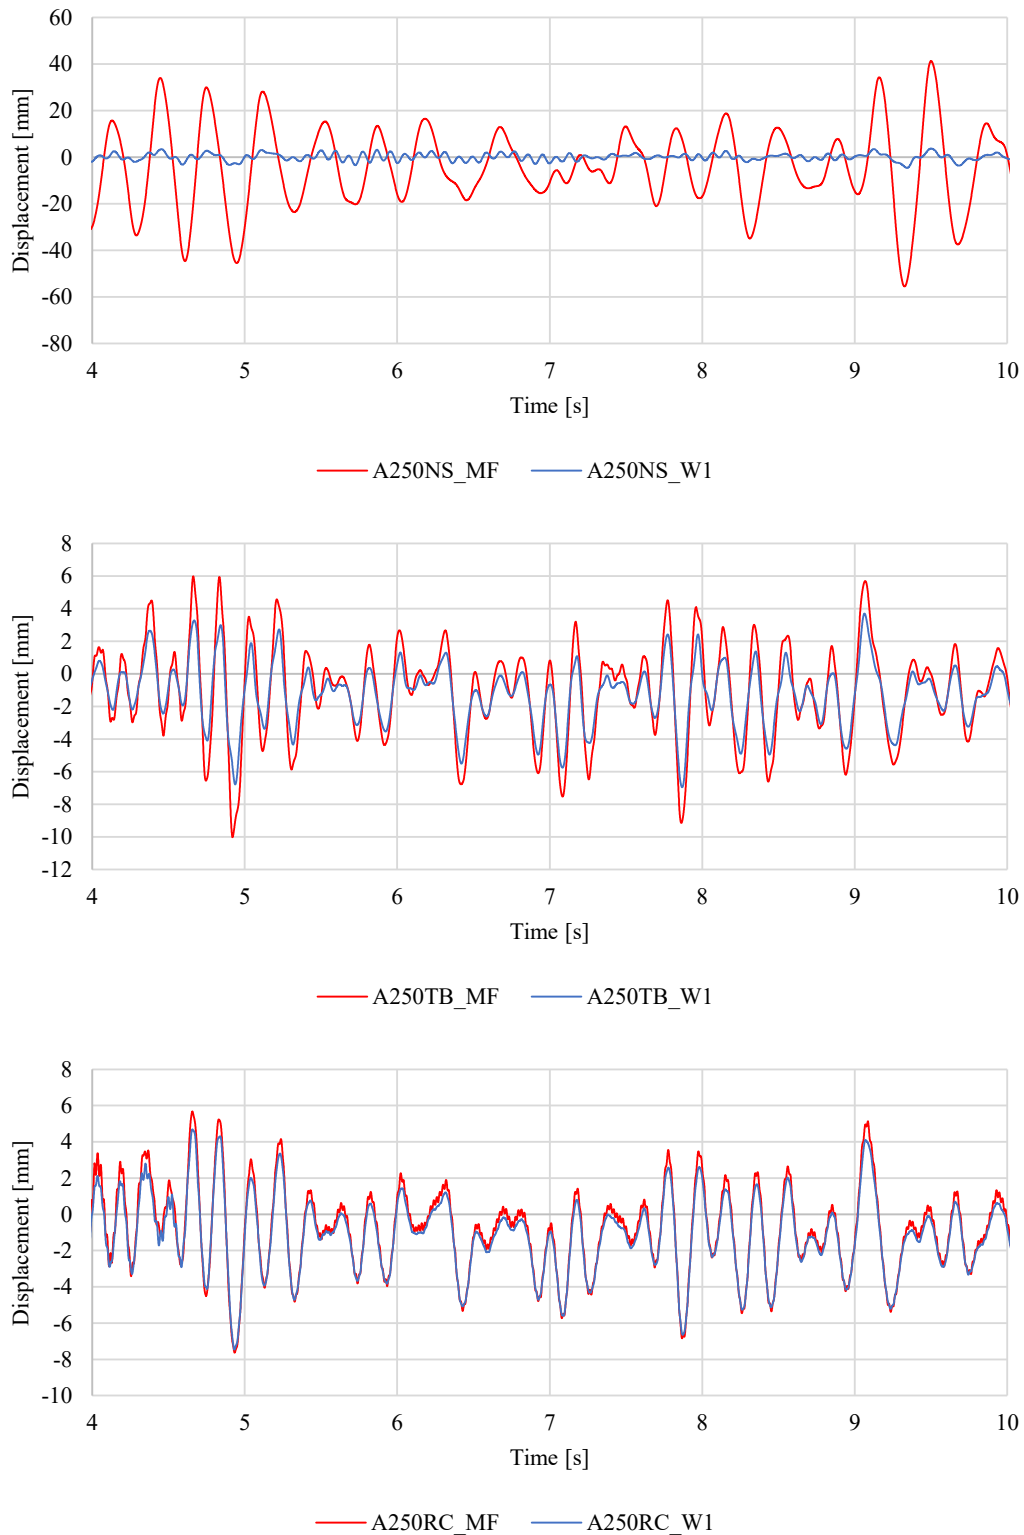 60
40
20
0
-20
-40
-60
-80
Displacement [mm]
4 5 6 7 8 9 10
Time [s]
A250NS_MF A250NS_W1
8
6
4
2
0
-2
-4
-6
-8
-10
-12
Displacement [mm]
4 5 6 7 8 9 10
Time [s]
A250TB_MF A250TB_W1
8
6
4
2
0
-2
-4
-6
-8
-10
Displacement [mm]
4 5 6 7 8 9 10
Time [s]
A250RC_MF A250RC_W1